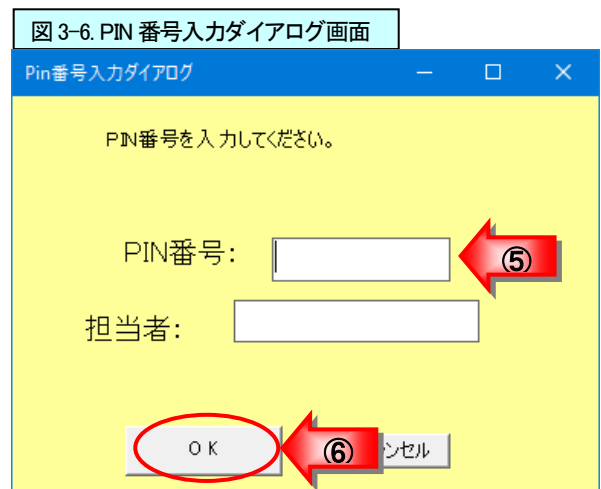 図 3-6. PIN 番号入力ダイアログ画面
Pin番号入力ダイアログ
PIN番号を入力してください。
PIN番号:
⑤
担当者:
OK
⑥
ンセル